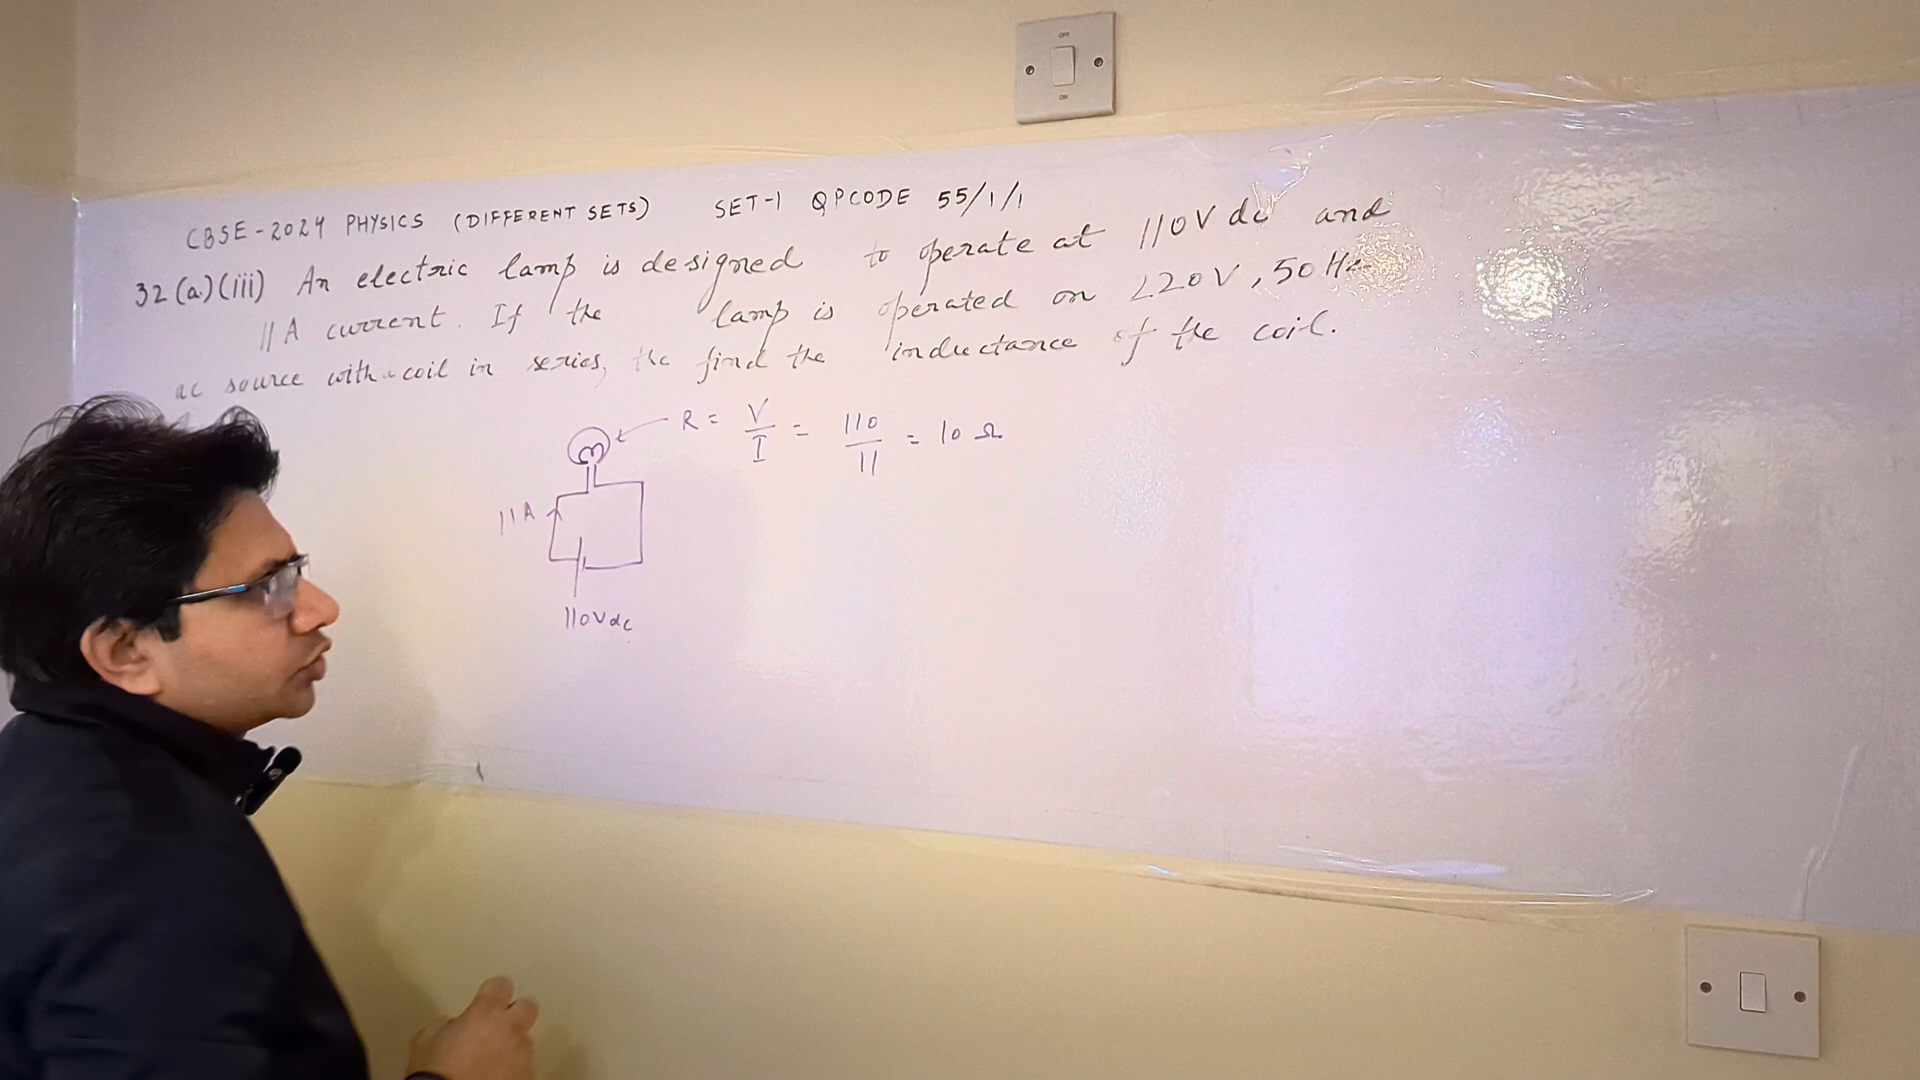 OFF
ON
CBSE-2024 PHYSICS (DIFFERENT SETS) SET-1 QPCODE 55/1/1
32(a.)(iii) An electric lamp is designed to operate at 110V dc and
11A current. If the lamp is operated on 220V, 50 Hz
ac source with a coil in series, the find the inductance of the coil.
R = V/I = 110/11 = 10 Ω
11A
110V dc